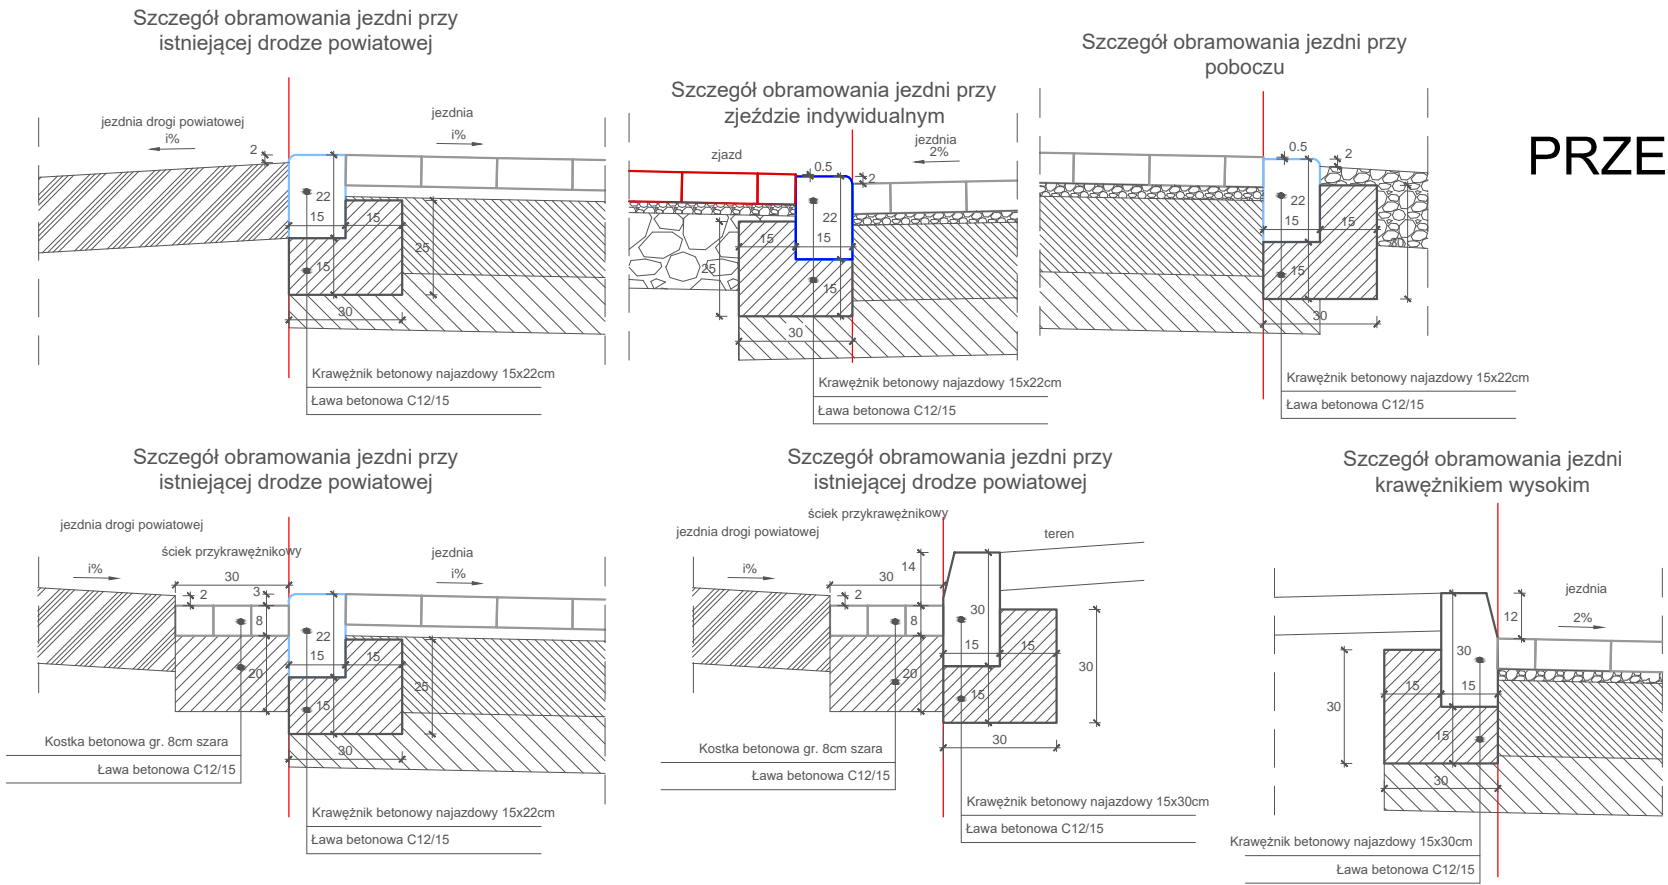 Szczegół obramowania jezdni przy
istniejącej drodze powiatowej
jezdnia drogi powiatowej
i%
jezdnia
i%
2
22
15
15
25
15
30
Krawężnik betonowy najazdowy 15x22cm
Ława betonowa C12/15
Szczegół obramowania jezdni przy
zjeździe indywidualnym
zjazd
jezdnia
2%
0.5
2
22
15
15
25
15
30
Krawężnik betonowy najazdowy 15x22cm
Ława betonowa C12/15
Szczegół obramowania jezdni przy
poboczu
0.5
2
22
15
15
30
15
30
Krawężnik betonowy najazdowy 15x22cm
Ława betonowa C12/15
PRZE
Szczegół obramowania jezdni przy
istniejącej drodze powiatowej
jezdnia drogi powiatowej
ściek przykrawężnikowy
jezdnia
i%
i%
30
2
3
8
22
15
15
20
25
15
30
Kostka betonowa gr. 8cm szara
Ława betonowa C12/15
Krawężnik betonowy najazdowy 15x22cm
Ława betonowa C12/15
Szczegół obramowania jezdni przy
istniejącej drodze powiatowej
ściek przykrawężnikowy
jezdnia drogi powiatowej
teren
i%
30
14
2
8
30
15
15
20
30
15
30
Kostka betonowa gr. 8cm szara
Ława betonowa C12/15
Krawężnik betonowy najazdowy 15x30cm
Ława betonowa C12/15
Szczegół obramowania jezdni
krawężnikiem wysokim
jezdnia
2%
12
30
15
15
30
15
30
Krawężnik betonowy najazdowy 15x30cm
Ława betonowa C12/15